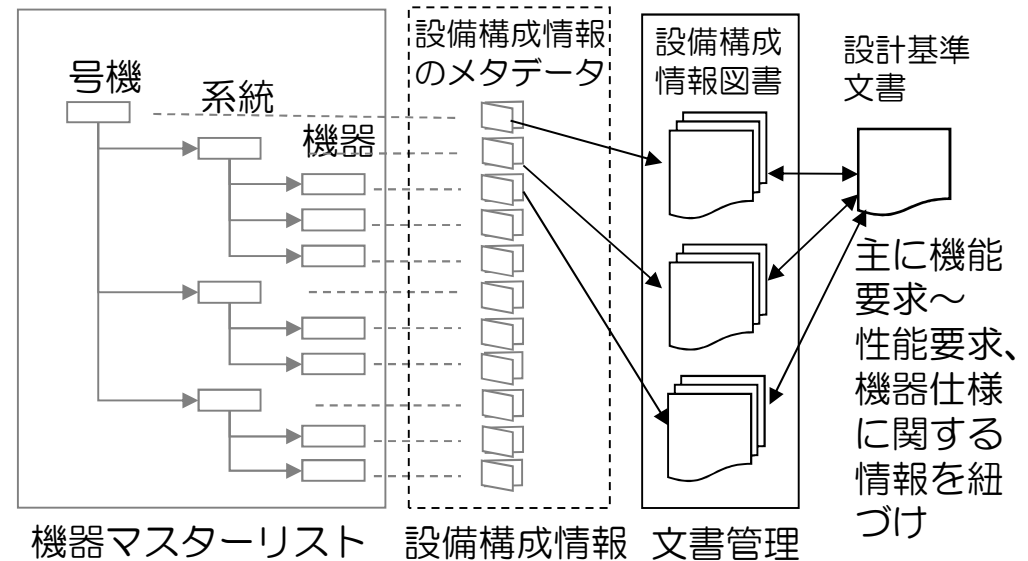 号機
系統
機器
設備構成情報
のメタデータ
設備構成
情報図書
設計基準
文書
主に機能
要求～
性能要求、
機器仕様
に関する
情報を紐
づけ
機器マスターリスト
設備構成情報
文書管理